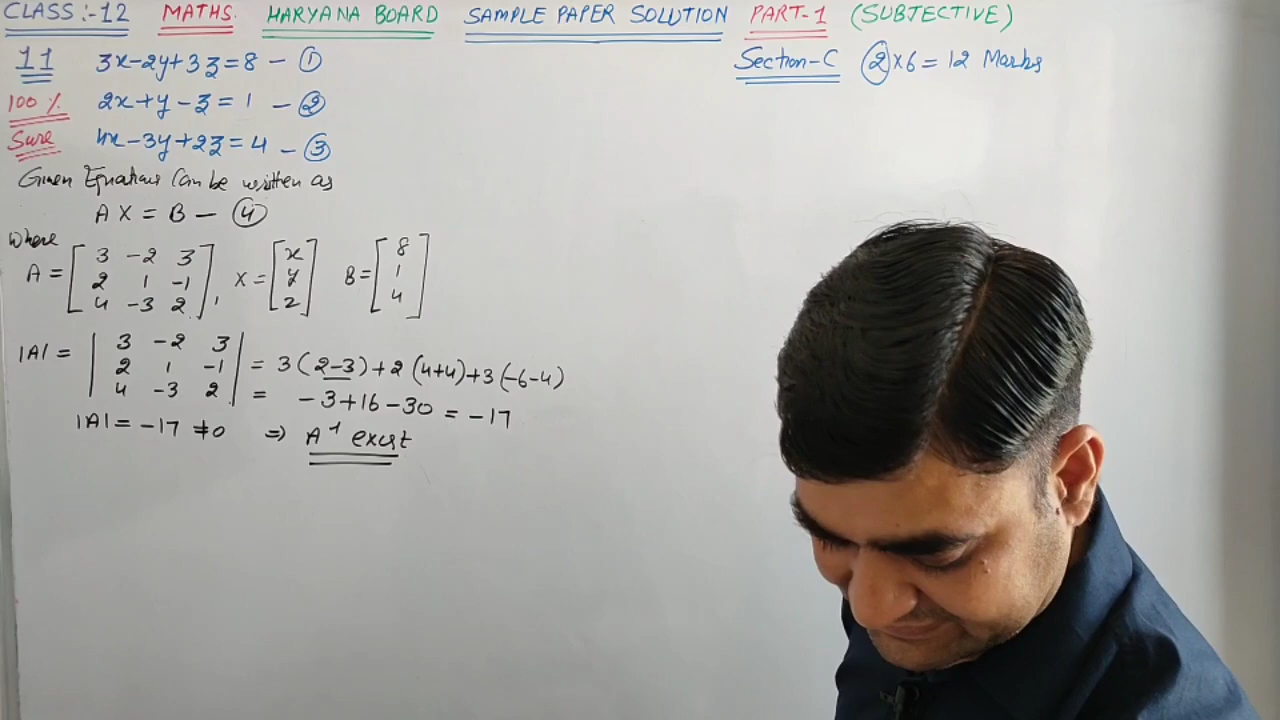 CLASS:-12 MATHS. HARYANA BOARD SAMPLE PAPER SOLUTION PART-1 (SUBJECTIVE)
Section-C ② × 6 = 12 Marks
11 3x-2y+3z=8 - ①
100 % 2x+y-z=1 - ②
Sure 4x-3y+2z=4 - ③
Given Equations Can be written as
AX = B - ④
where
A = [3 -2 3; 2 1 -1; 4 -3 2], X = [x; y; z] B = [8; 1; 4]
|A| = |3 -2 3; 2 1 -1; 4 -3 2| = 3(2-3)+2(4+4)+3(-6-4)
= -3+16-30 = -17
|A| = -17 ≠0 ⇒ A⁻¹ exist